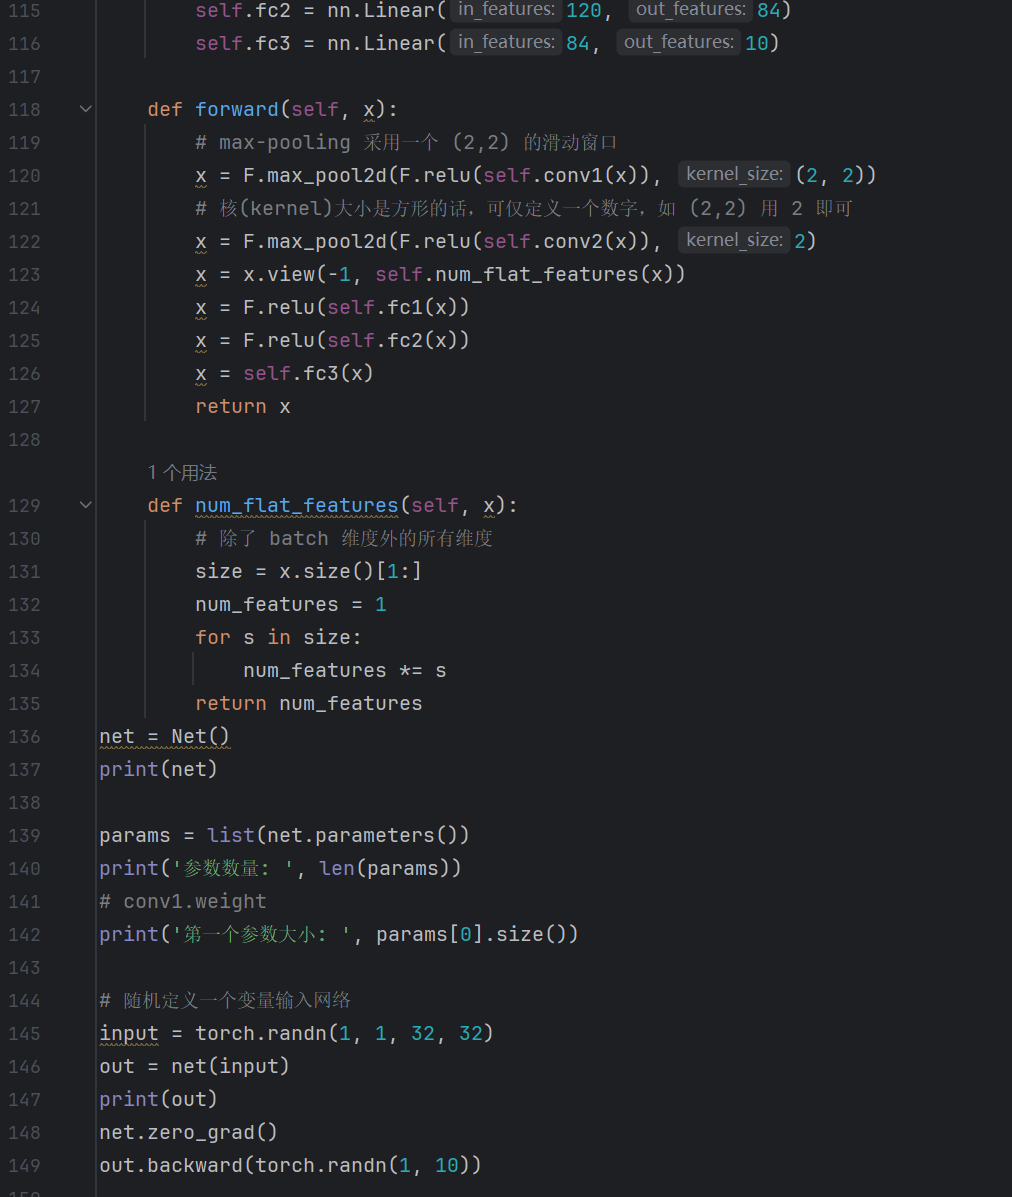 115 self.fc2 = nn.Linear( in_features: 120, out_features: 84)
116 self.fc3 = nn.Linear( in_features: 84, out_features: 10)
117
118 def forward(self, x):
119 # max-pooling 采用一个 (2,2) 的滑动窗口
120 x = F.max_pool2d(F.relu(self.conv1(x)), kernel_size: (2, 2))
121 # 核(kernel)大小是方形的话，可仅定义一个数字，如 (2,2) 用 2 即可
122 x = F.max_pool2d(F.relu(self.conv2(x)), kernel_size: 2)
123 x = x.view(-1, self.num_flat_features(x))
124 x = F.relu(self.fc1(x))
125 x = F.relu(self.fc2(x))
126 x = self.fc3(x)
127 return x
128
1 个用法
129 def num_flat_features(self, x):
130 # 除了 batch 维度外的所有维度
131 size = x.size()[1:]
132 num_features = 1
133 for s in size:
134 num_features *= s
135 return num_features
136 net = Net()
137 print(net)
138
139 params = list(net.parameters())
140 print('参数数量: ', len(params))
141 # conv1.weight
142 print('第一个参数大小: ', params[0].size())
143
144 # 随机定义一个变量输入网络
145 input = torch.randn(1, 1, 32, 32)
146 out = net(input)
147 print(out)
148 net.zero_grad()
149 out.backward(torch.randn(1, 10))